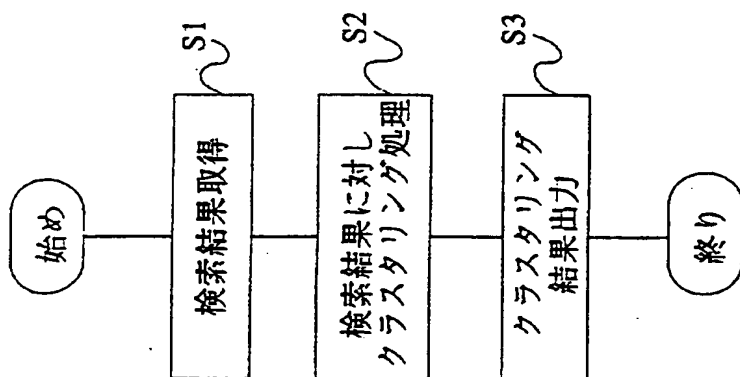 始め
検索結果取得
S1
検索結果に対し
クラスタリング処理
S2
クラスタリング
結果出力
S3
終り